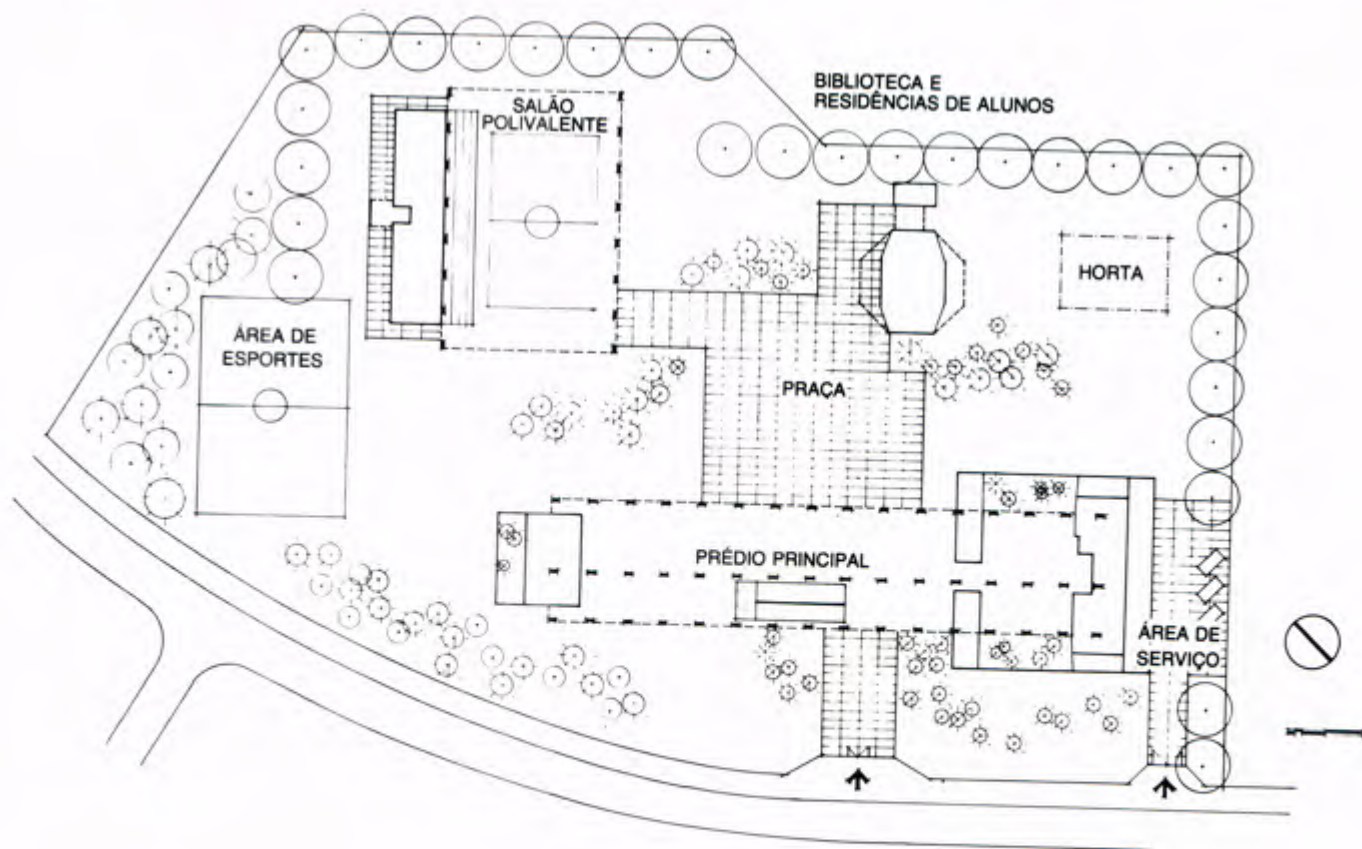 BIBLIOTECA E
RESIDÊNCIAS DE ALUNOS
SALÃO
POLIVALENTE
HORTA
ÁREA DE
ESPORTES
PRAÇA
PRÉDIO PRINCIPAL
ÁREA DE
SERVIÇO